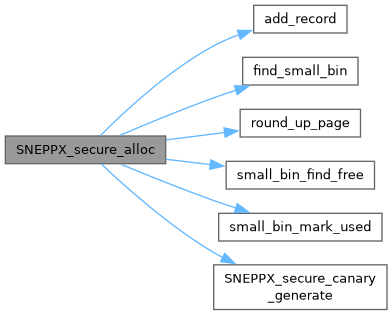 add_record
find_small_bin
round_up_page
SNEPPX_secure_alloc
small_bin_find_free
small_bin_mark_used
SNEPPX_secure_canary
_generate